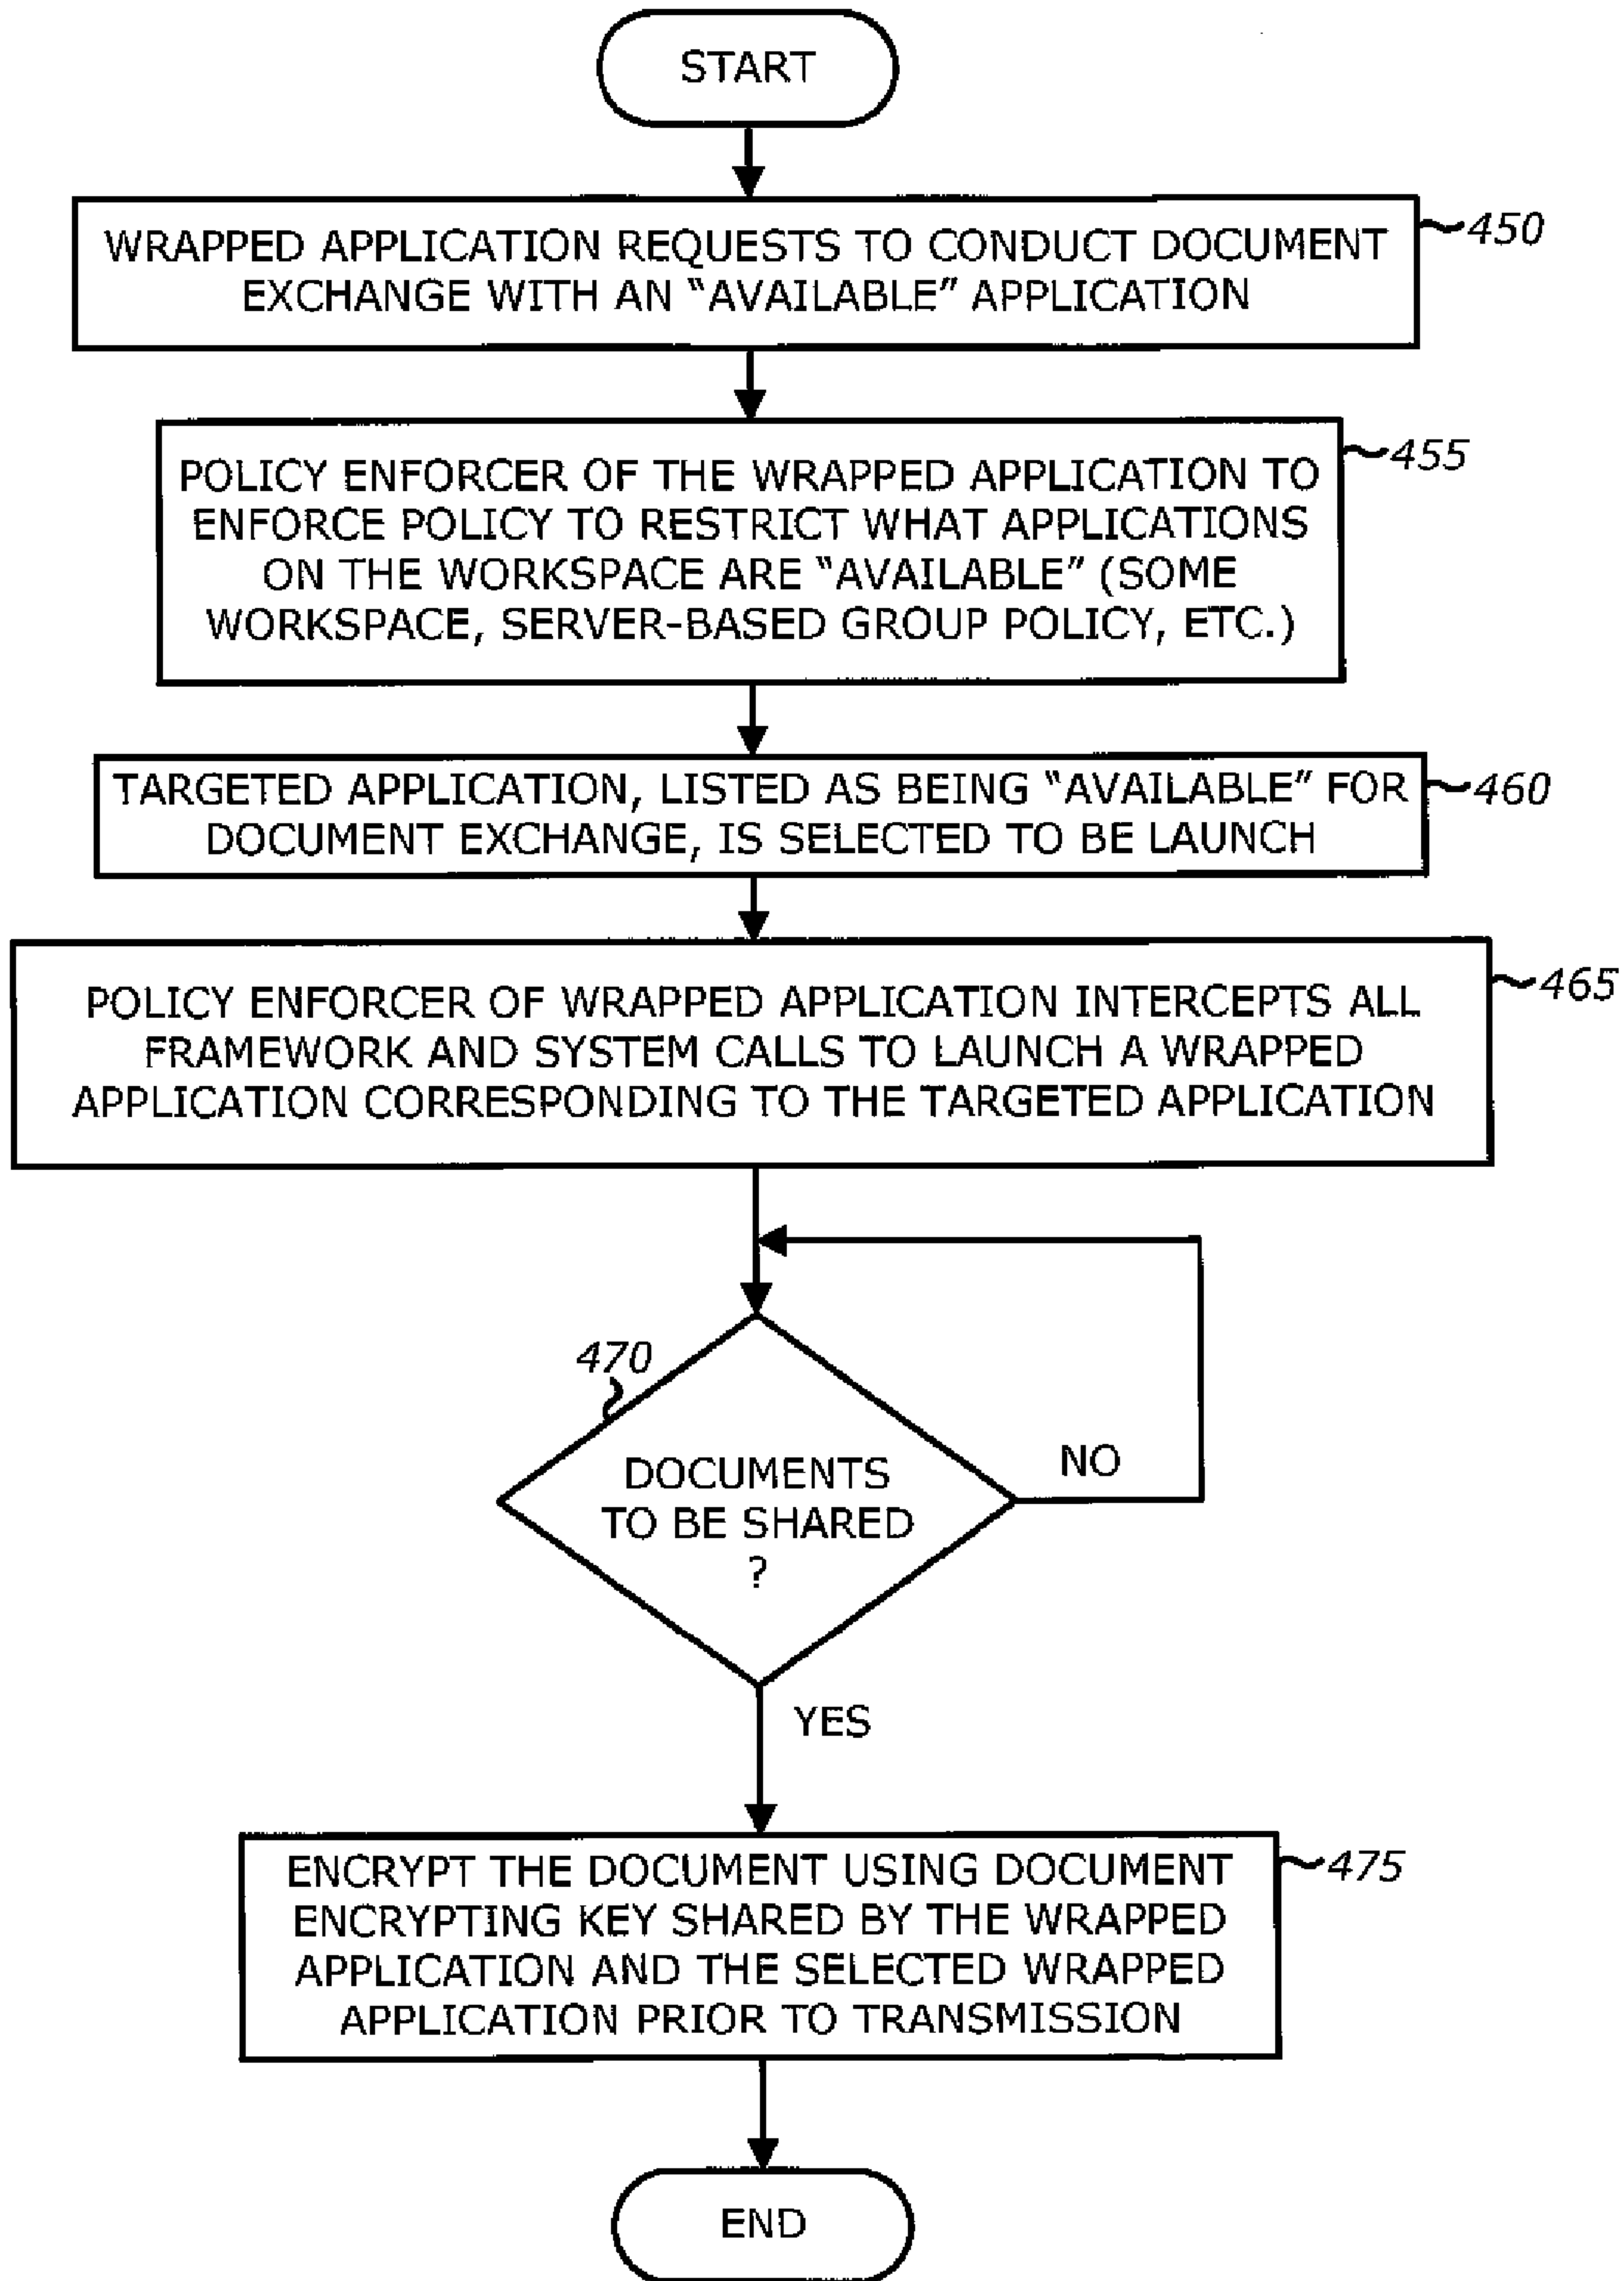 START
WRAPPED APPLICATION REQUESTS TO CONDUCT DOCUMENT
EXCHANGE WITH AN “AVAILABLE” APPLICATION
450
POLICY ENFORCER OF THE WRAPPED APPLICATION TO
ENFORCE POLICY TO RESTRICT WHAT APPLICATIONS
ON THE WORKSPACE ARE “AVAILABLE” (SOME
WORKSPACE, SERVER-BASED GROUP POLICY, ETC.)
455
TARGETED APPLICATION, LISTED AS BEING “AVAILABLE” FOR
DOCUMENT EXCHANGE, IS SELECTED TO BE LAUNCH
460
POLICY ENFORCER OF WRAPPED APPLICATION INTERCEPTS ALL
FRAMEWORK AND SYSTEM CALLS TO LAUNCH A WRAPPED
APPLICATION CORRESPONDING TO THE TARGETED APPLICATION
465
470
DOCUMENTS
TO BE SHARED
?
NO
YES
ENCRYPT THE DOCUMENT USING DOCUMENT
ENCRYPTING KEY SHARED BY THE WRAPPED
APPLICATION AND THE SELECTED WRAPPED
APPLICATION PRIOR TO TRANSMISSION
475
END